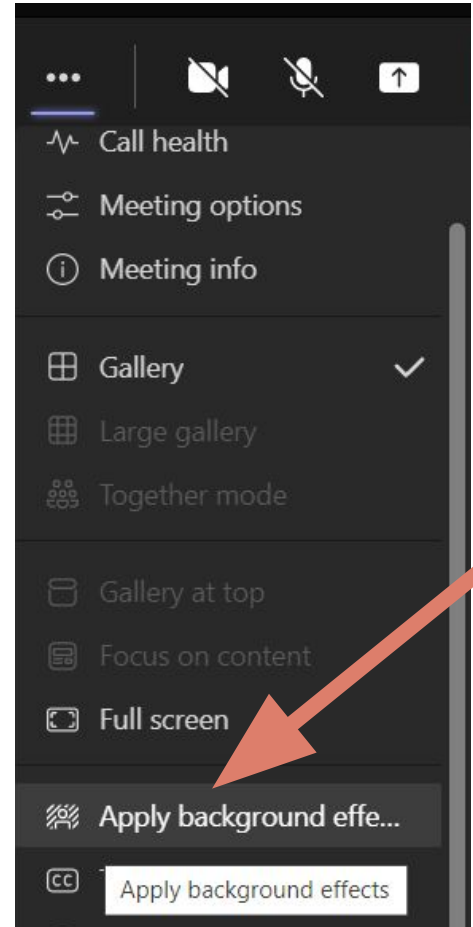 Call health
Meeting options
Meeting info
Gallery
Large gallery
Together mode
Gallery at top
Focus on content
Full screen
Apply background effe...
CC
Apply background effects